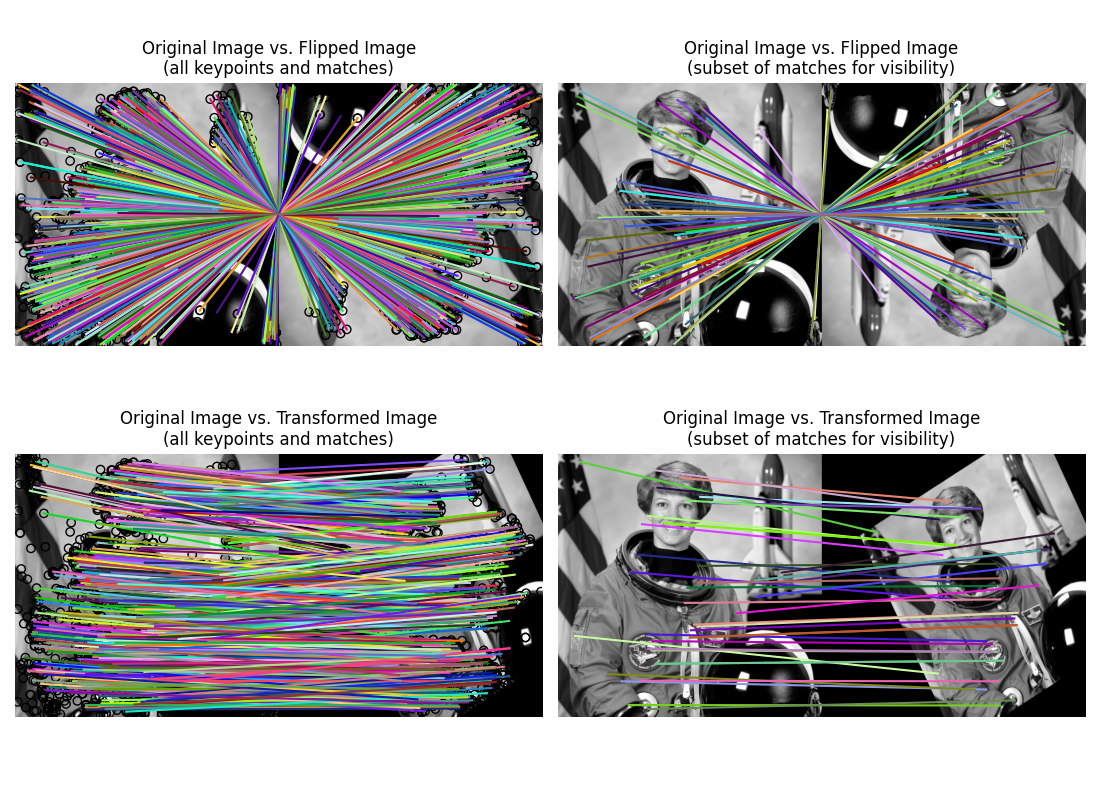 Original Image vs. Flipped Image
(all keypoints and matches)
Original Image vs. Flipped Image
(subset of matches for visibility)
Original Image vs. Transformed Image
(all keypoints and matches)
Original Image vs. Transformed Image
(subset of matches for visibility)